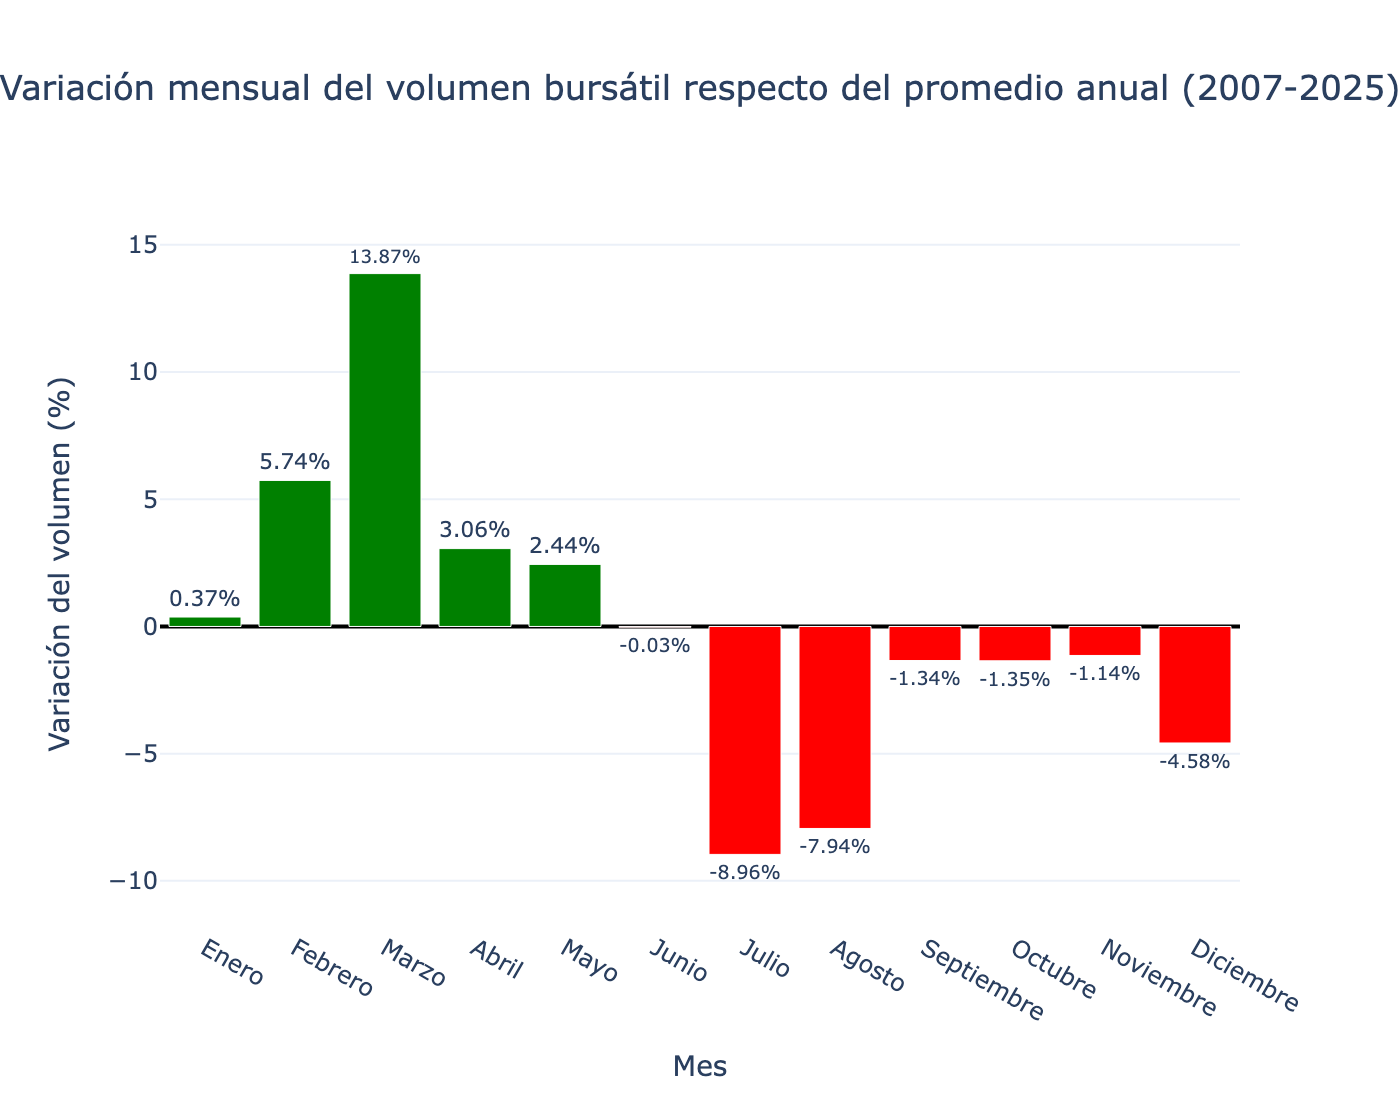 Variación mensual del volumen bursátil respecto del promedio anual (2007-2025)
Variación del volumen (%)
15
10
5
0
−5
−10
0.37%
5.74%
13.87%
3.06%
2.44%
-0.03%
-8.96%
-7.94%
-1.34%
-1.35%
-1.14%
-4.58%
Enero
Febrero
Marzo
Abril
Mayo
Junio
Julio
Agosto
Septiembre
Octubre
Noviembre
Diciembre
Mes